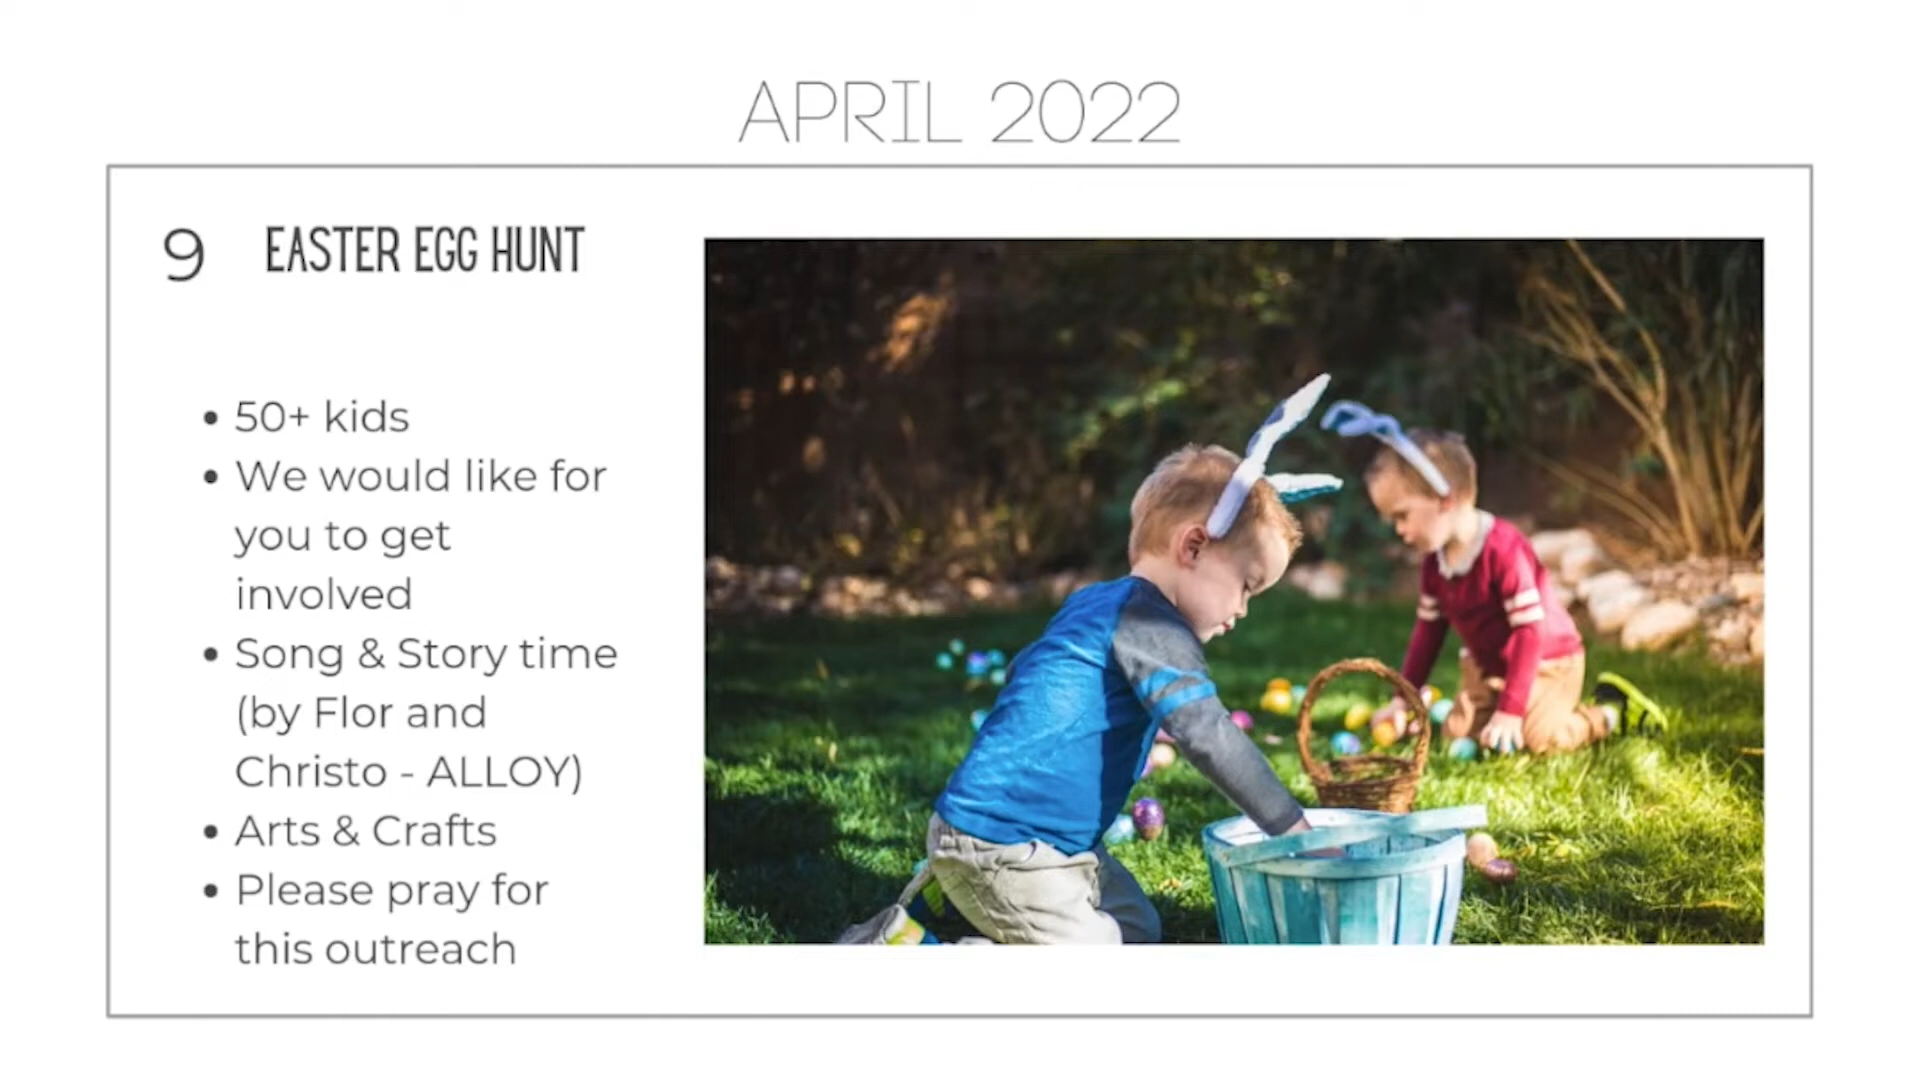 APRIL 2022
9 EASTER EGG HUNT
• 50+ kids
• We would like for
you to get
involved
• Song & Story time
(by Flor and
Christo - ALLOY)
• Arts & Crafts
• Please pray for
this outreach